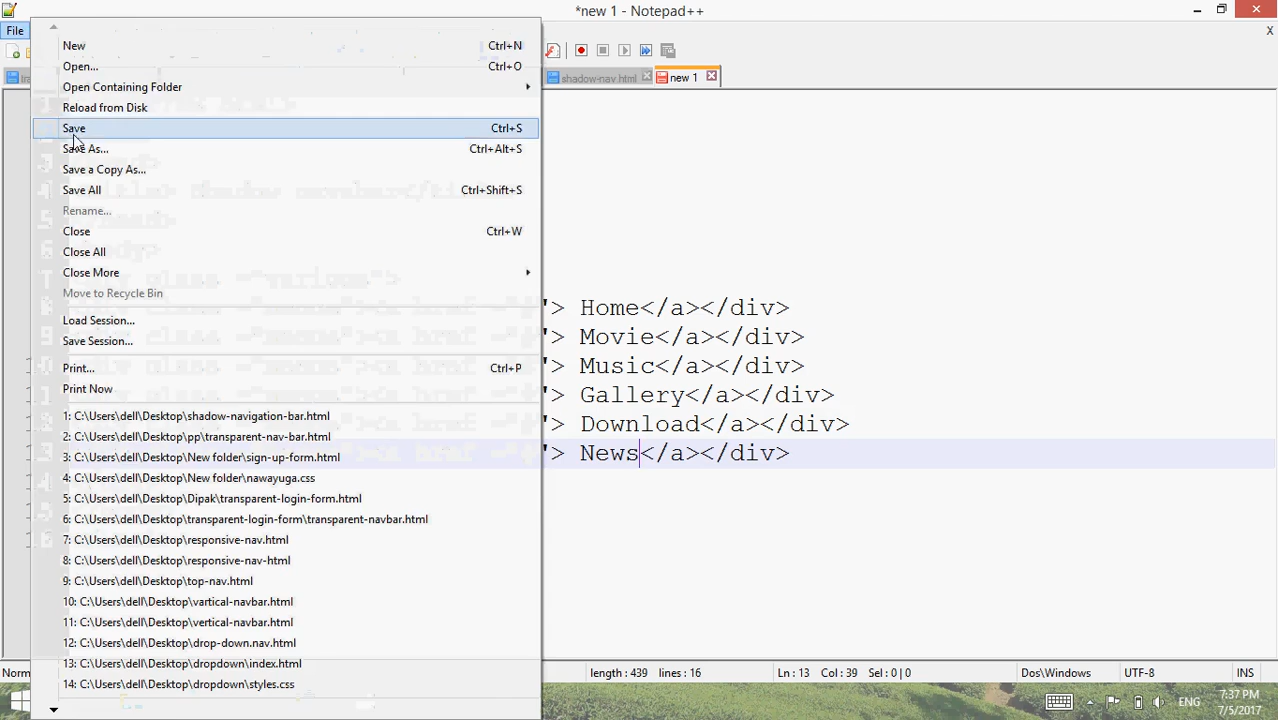 *new 1 - Notepad++
File
shadow-nav.html
new 1
New Ctrl+N
Open... Ctrl+O
Open Containing Folder
Reload from Disk
Save Ctrl+S
Save As... Ctrl+Alt+S
Save a Copy As...
Save All Ctrl+Shift+S
Rename...
Close Ctrl+W
Close All
Close More
Move to Recycle Bin
Load Session...
Save Session...
Print... Ctrl+P
Print Now
1: C:\Users\dell\Desktop\shadow-navigation-bar.html
2: C:\Users\dell\Desktop\pp\transparent-nav-bar.html
3: C:\Users\dell\Desktop\New folder\sign-up-form.html
4: C:\Users\dell\Desktop\New folder\nawayuga.css
5: C:\Users\dell\Desktop\Dipak\transparent-login-form.html
6: C:\Users\dell\Desktop\transparent-login-form\transparent-navbar.html
7: C:\Users\dell\Desktop\responsive-nav.html
8: C:\Users\dell\Desktop\responsive-nav-html
9: C:\Users\dell\Desktop\top-nav.html
10: C:\Users\dell\Desktop\vartical-navbar.html
11: C:\Users\dell\Desktop\vertical-navbar.html
12: C:\Users\dell\Desktop\drop-down.nav.html
13: C:\Users\dell\Desktop\dropdown\index.html
14: C:\Users\dell\Desktop\dropdown\styles.css
"> Home</a></div>
"> Movie</a></div>
"> Music</a></div>
"> Gallery</a></div>
"> Download</a></div>
"> News</a></div>
Norm
length : 439 lines : 16
Ln : 13 Col : 39 Sel : 0 | 0
Dos\Windows
UTF-8
INS
ENG
7:37 PM
7/5/2017